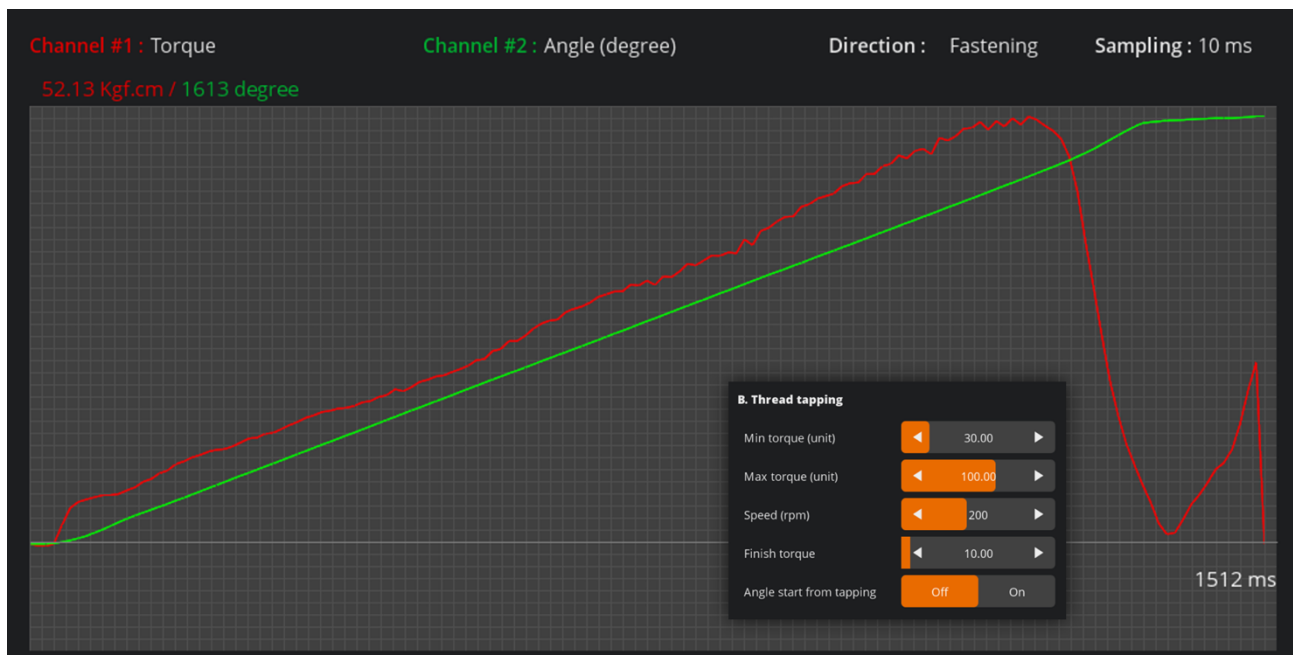 Channel #1 : Torque Channel #2 : Angle (degree) Direction : Fastening Sampling : 10 ms
52.13 Kgf.cm / 1613 degree
B. Thread tapping
Min torque (unit) 30.00
Max torque (unit) 100.00
Speed (rpm) 200
Finish torque 10.00
Angle start from tapping Off On
1512 ms